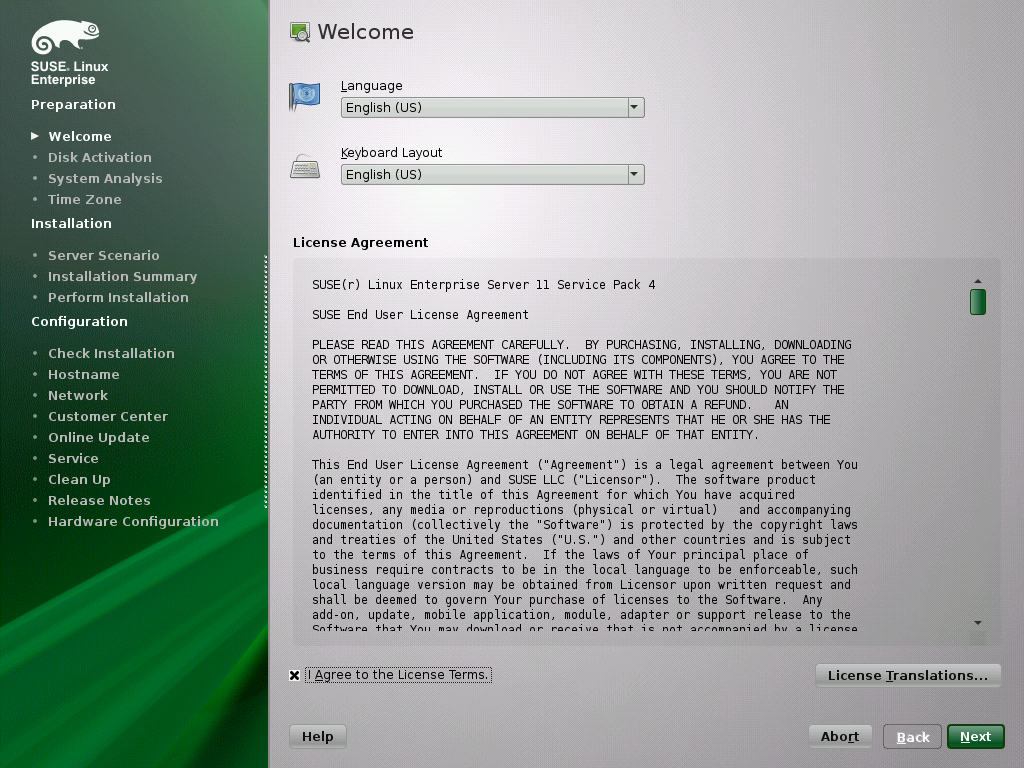 SUSE. Linux
Enterprise
Preparation
Welcome
Disk Activation
System Analysis
Time Zone
Installation
Server Scenario
Installation Summary
Perform Installation
Configuration
Check Installation
Hostname
Network
Customer Center
Online Update
Service
Clean Up
Release Notes
Hardware Configuration
Welcome
Language
English (US)
Keyboard Layout
English (US)
License Agreement
SUSE(r) Linux Enterprise Server 11 Service Pack 4
SUSE End User License Agreement
PLEASE READ THIS AGREEMENT CAREFULLY.  BY PURCHASING, INSTALLING, DOWNLOADING
OR OTHERWISE USING THE SOFTWARE (INCLUDING ITS COMPONENTS), YOU AGREE TO THE
TERMS OF THIS AGREEMENT.  IF YOU DO NOT AGREE WITH THESE TERMS, YOU ARE NOT
PERMITTED TO DOWNLOAD, INSTALL OR USE THE SOFTWARE AND YOU SHOULD NOTIFY THE
PARTY FROM WHICH YOU PURCHASED THE SOFTWARE TO OBTAIN A REFUND.   AN
INDIVIDUAL ACTING ON BEHALF OF AN ENTITY REPRESENTS THAT HE OR SHE HAS THE
AUTHORITY TO ENTER INTO THIS AGREEMENT ON BEHALF OF THAT ENTITY.
This End User License Agreement ("Agreement") is a legal agreement between You
(an entity or a person) and SUSE LLC ("Licensor").  The software product
identified in the title of this Agreement for which You have acquired
licenses, any media or reproductions (physical or virtual)   and accompanying
documentation (collectively the "Software") is protected by the copyright laws
and treaties of the United States ("U.S.") and other countries and is subject
to the terms of this Agreement.  If the laws of Your principal place of
business require contracts to be in the local language to be enforceable, such
local language version may be obtained from Licensor upon written request and
shall be deemed to govern Your purchase of licenses to the Software.  Any
add-on, update, mobile application, module, adapter or support release to the
Software that You may download or receive that is not accompanied by a license
I Agree to the License Terms.
License Translations...
Help
Abort
Back
Next